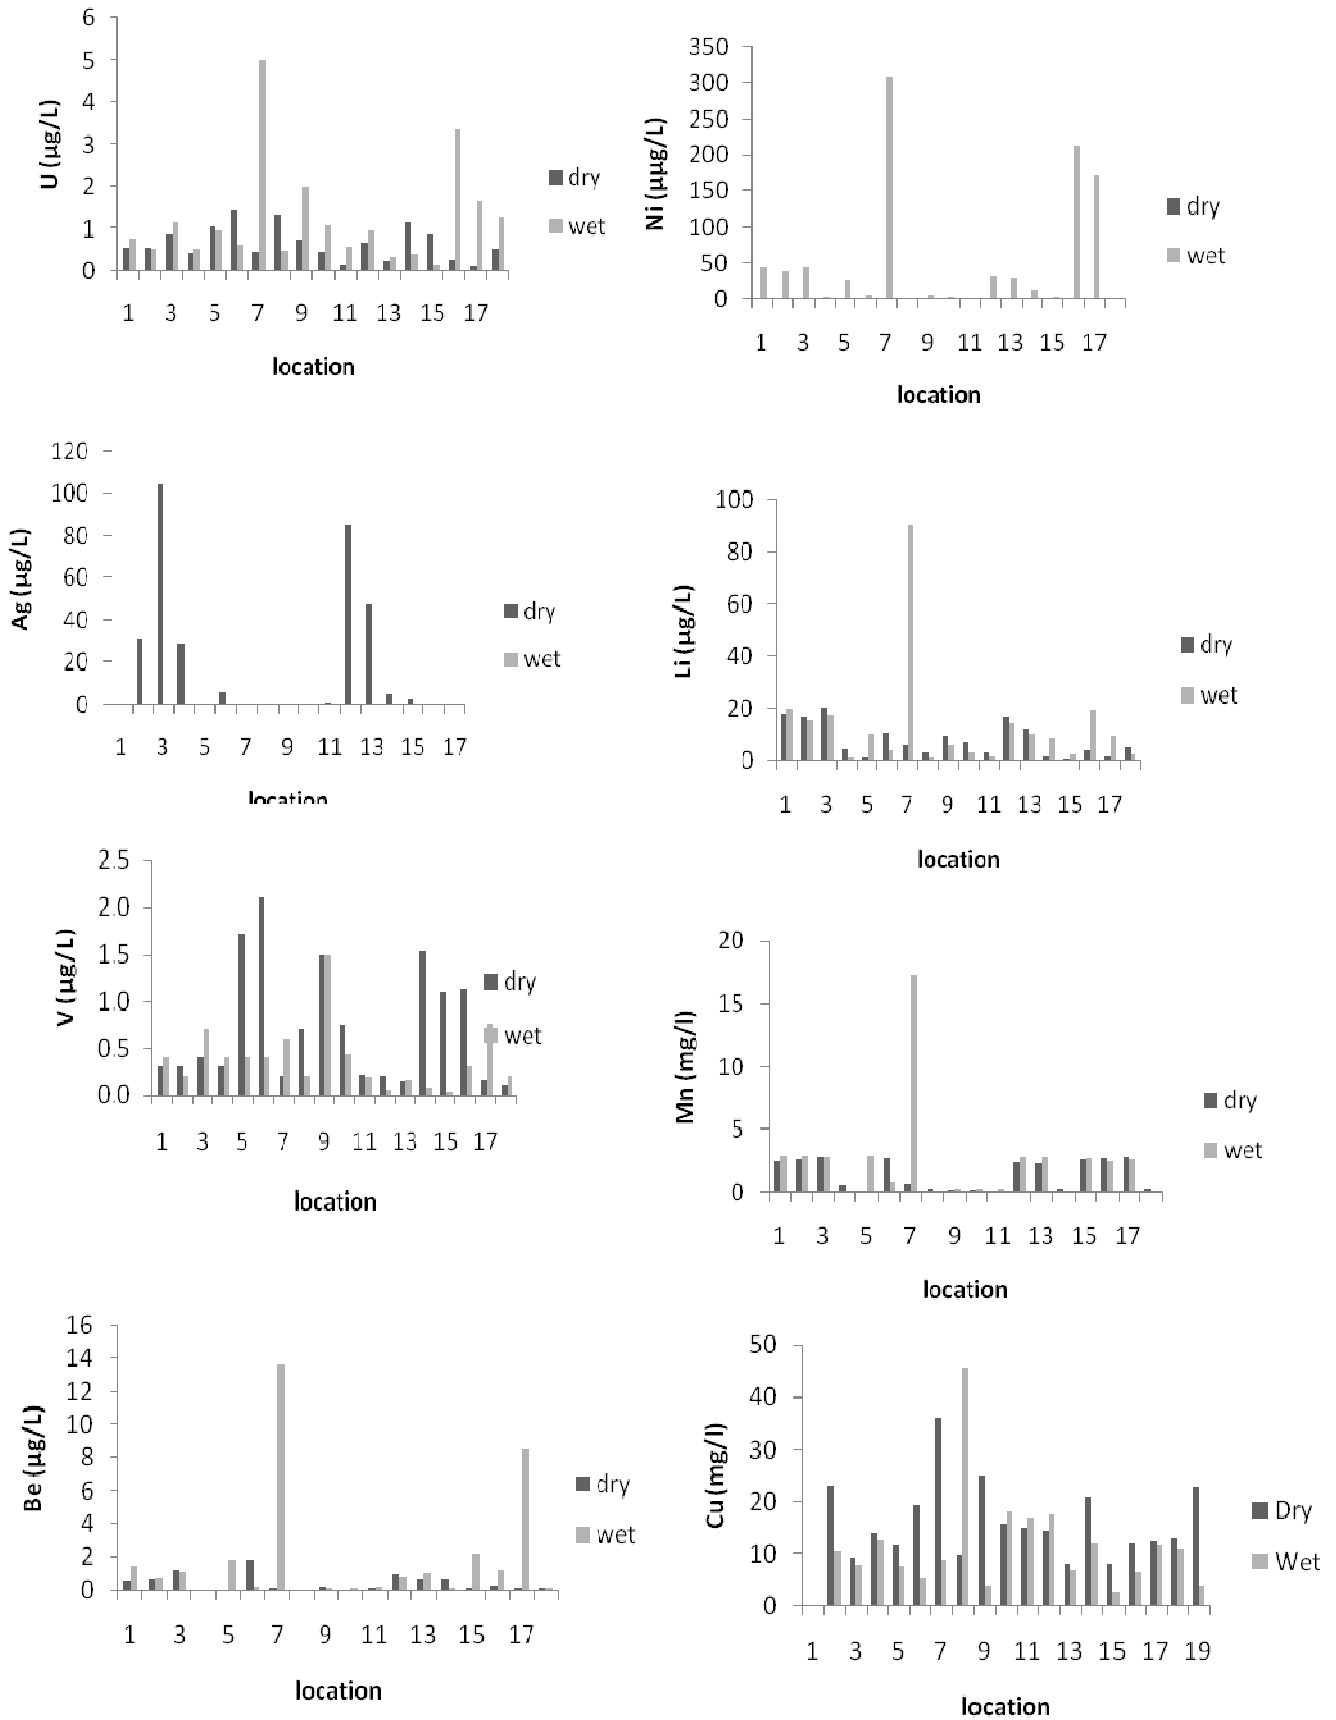 6
5
4
3
2
1
0
U (µg/L)
dry
wet
1 3 5 7 9 11 13 15 17
location
350
300
250
200
150
100
50
0
Ni (µµg/L)
dry
wet
1 3 5 7 9 11 13 15 17
location
120
100
80
60
40
20
0
Ag (µg/L)
dry
wet
1 3 5 7 9 11 13 15 17
location
100
80
60
40
20
0
Li (µg/L)
dry
wet
1 3 5 7 9 11 13 15 17
location
2.5
2.0
1.5
1.0
0.5
0.0
V (µg/L)
dry
wet
1 3 5 7 9 11 13 15 17
location
20
15
10
5
0
Mn (mg/l)
dry
wet
1 3 5 7 9 11 13 15 17
location
16
14
12
10
8
6
4
2
0
Be (µg/L)
dry
wet
1 3 5 7 9 11 13 15 17
location
50
40
30
20
10
0
Cu (mg/l)
Dry
Wet
1 3 5 7 9 11 13 15 17 19
location